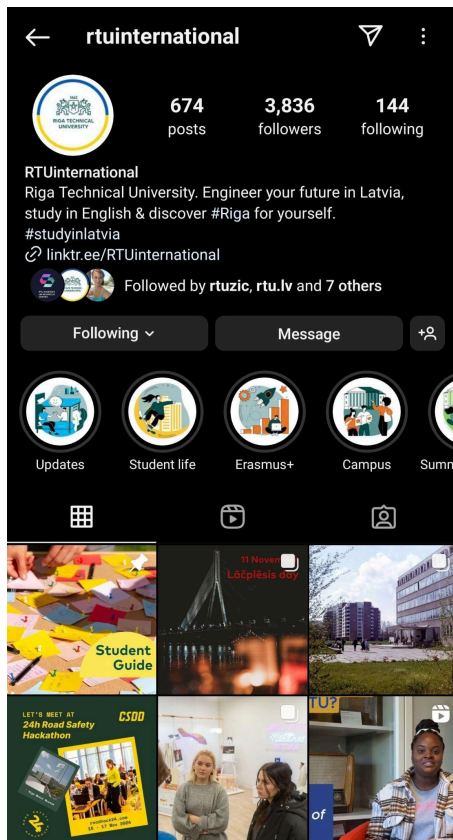 rtuinternational
1862
RIGA TECHNICAL
UNIVERSITY
674 3,836 144
posts followers following
RTUinternational
Riga Technical University. Engineer your future in Latvia,
study in English & discover #Riga for yourself.
#studyinlatvia
linktr.ee/RTUinternational
Followed by rtuzic, rtu.lv and 7 others
Following
Message
Updates Student life Erasmus+ Campus Summ
Student
Guide
11 Novem
Lāčplēsis day
LET'S MEET AT
24h Road Safety
Hackathon
CSDD
TU?
of